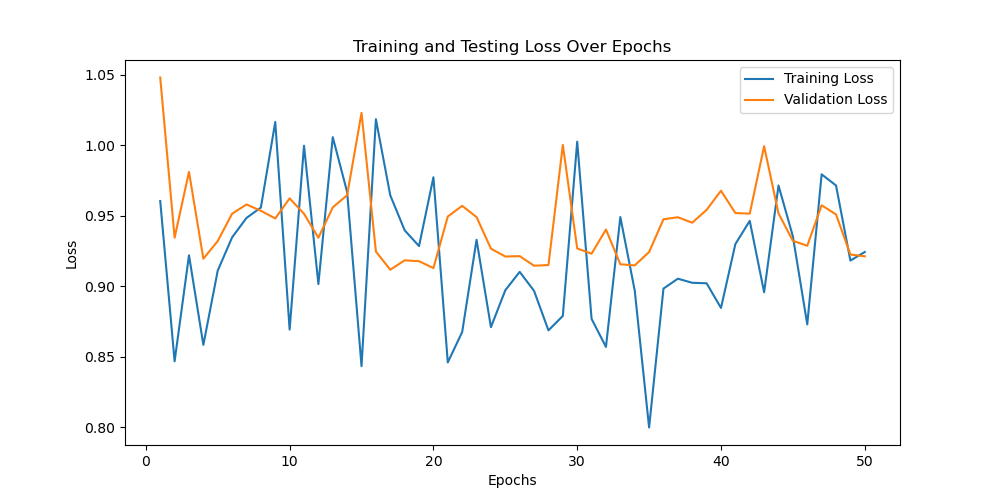 Training and Testing Loss Over Epochs
Training Loss
Validation Loss
1.05
1.00
0.95
0.90
0.85
0.80
Loss
0 10 20 30 40 50
Epochs